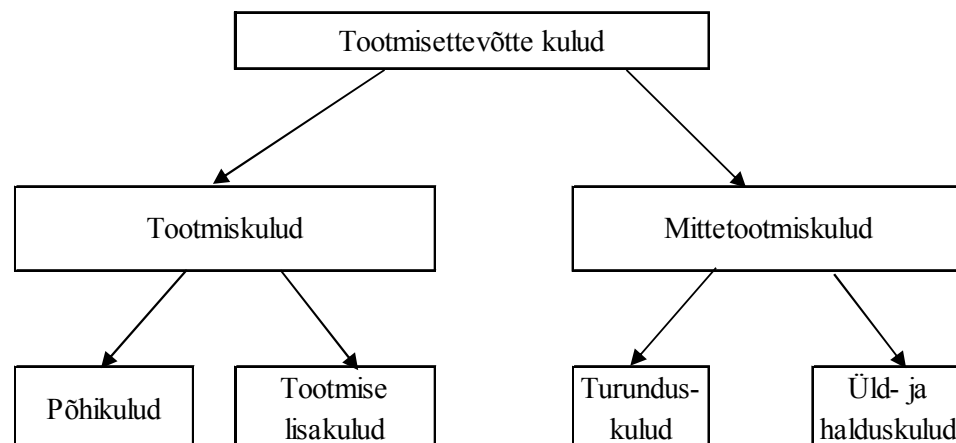 Tootmisettevõtte kulud
Tootmiskulud
Mittetootmiskulud
Põhikulud
Tootmise
lisakulud
Turundus-
kulud
Üld- ja
halduskulud